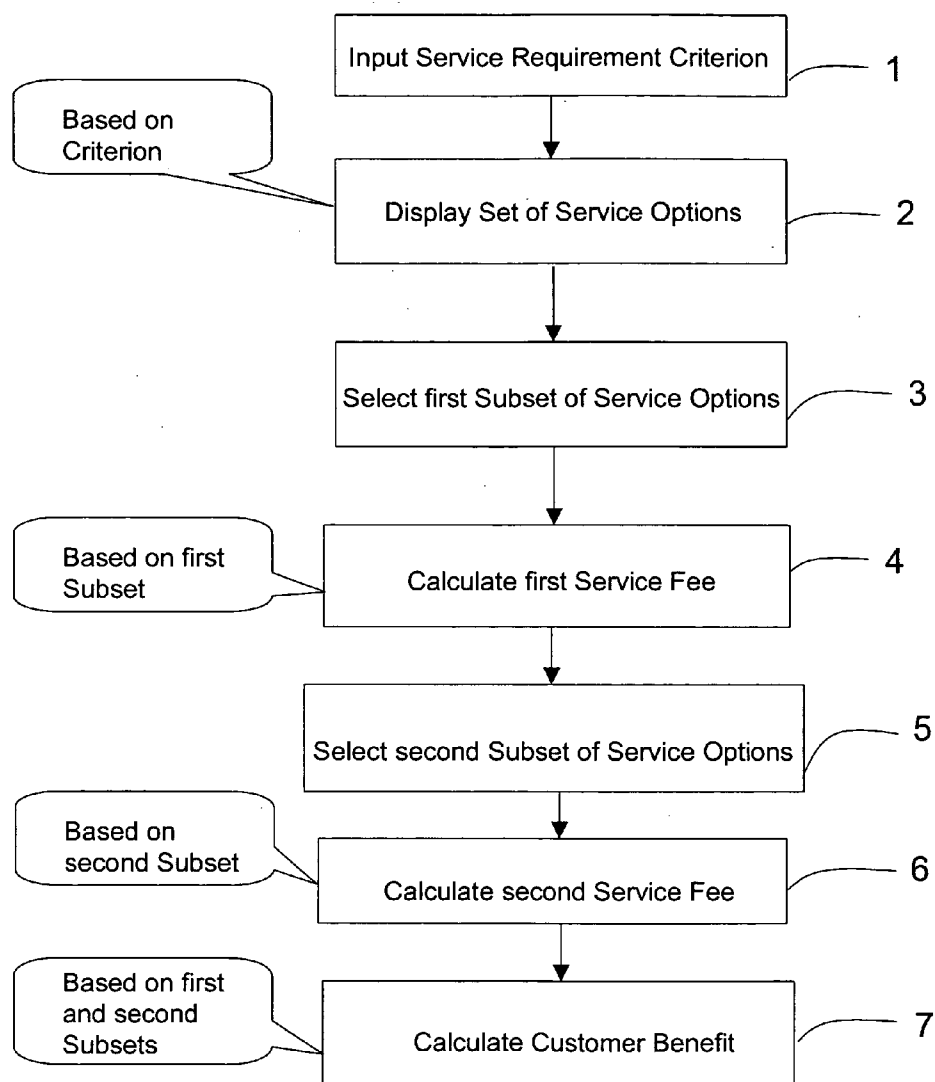 Input Service Requirement Criterion
1
Based on
Criterion
Display Set of Service Options
2
Select first Subset of Service Options
3
Based on first
Subset
Calculate first Service Fee
4
Select second Subset of Service Options
5
Based on
second Subset
Calculate second Service Fee
6
Based on first
and second
Subsets
Calculate Customer Benefit
7